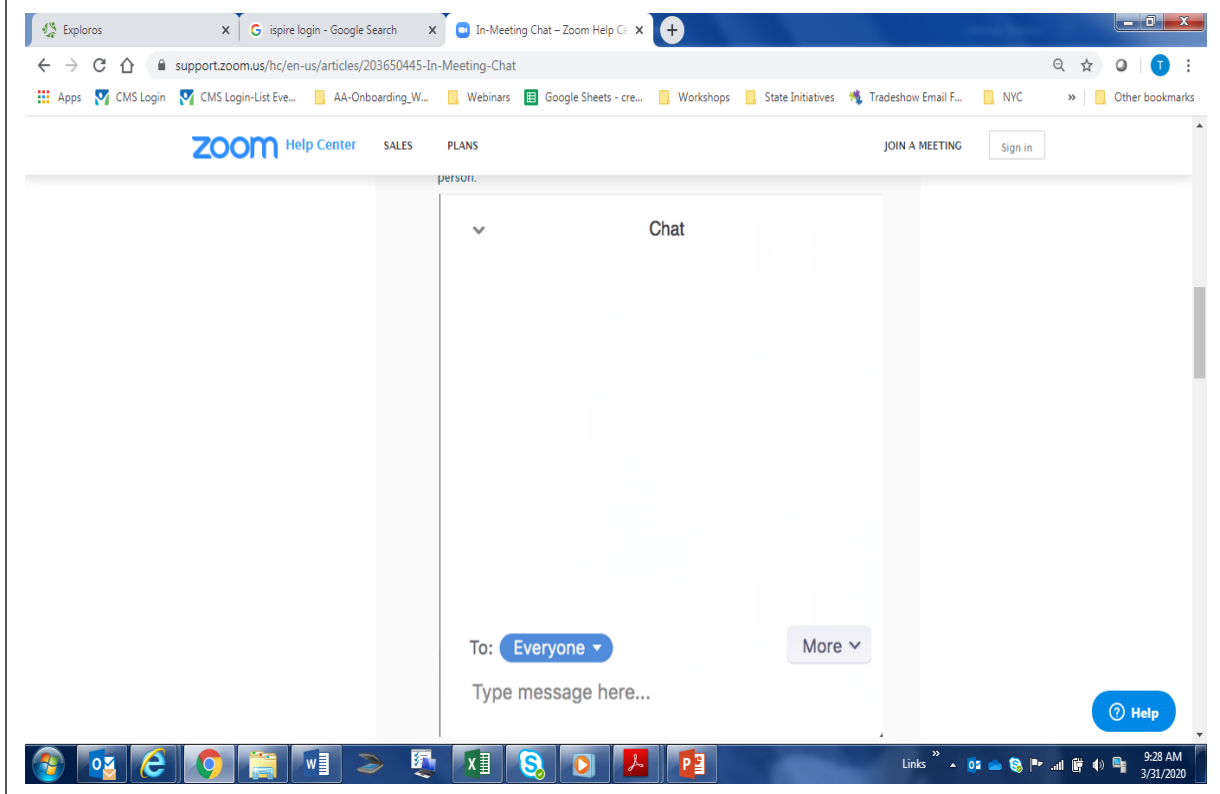 Exploros
ispire login - Google Search
In-Meeting Chat – Zoom Help Ce
support.zoom.us/hc/en-us/articles/203650445-In-Meeting-Chat
T
Apps CMS Login CMS Login-List Eve... AA-Onboarding_W... Webinars Google Sheets - cre... Workshops State Initiatives Tradeshow Email F... NYC » Other bookmarks
zoom Help Center SALES PLANS JOIN A MEETING Sign in
person.
Chat
To: Everyone More
Type message here...
Help
Links »
9:28 AM
3/31/2020